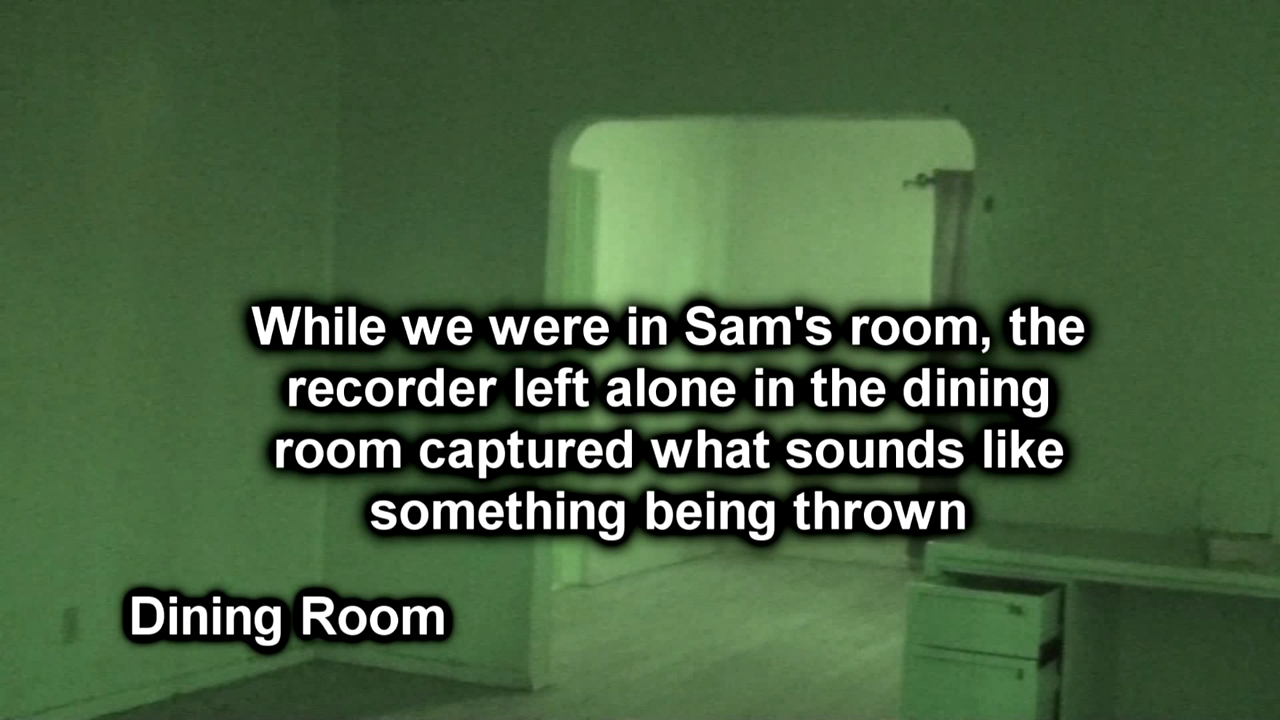 While we were in Sam's room, the
recorder left alone in the dining
room captured what sounds like
something being thrown
Dining Room